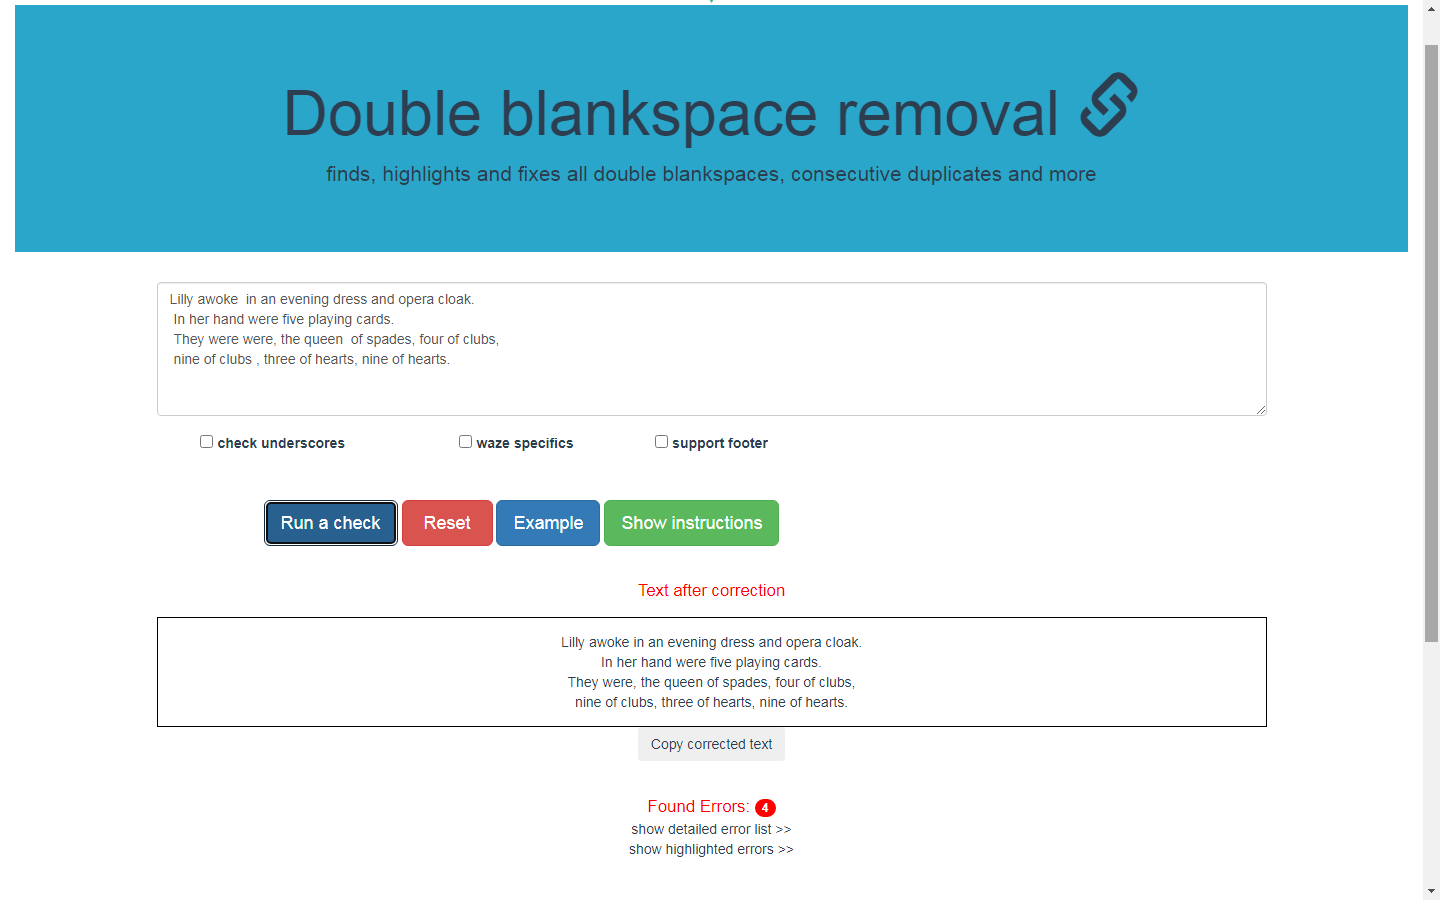 Double blankspace removal
finds, highlights and fixes all double blankspaces, consecutive duplicates and more
Lilly awoke  in an evening dress and opera cloak.
 In her hand were five playing cards.
 They were were, the queen  of spades, four of clubs,
 nine of clubs , three of hearts, nine of hearts.
check underscores waze specifics support footer
Run a check Reset Example Show instructions
Text after correction
Lilly awoke in an evening dress and opera cloak.
In her hand were five playing cards.
They were, the queen of spades, four of clubs,
nine of clubs, three of hearts, nine of hearts.
Copy corrected text
Found Errors: 4
show detailed error list >>
show highlighted errors >>